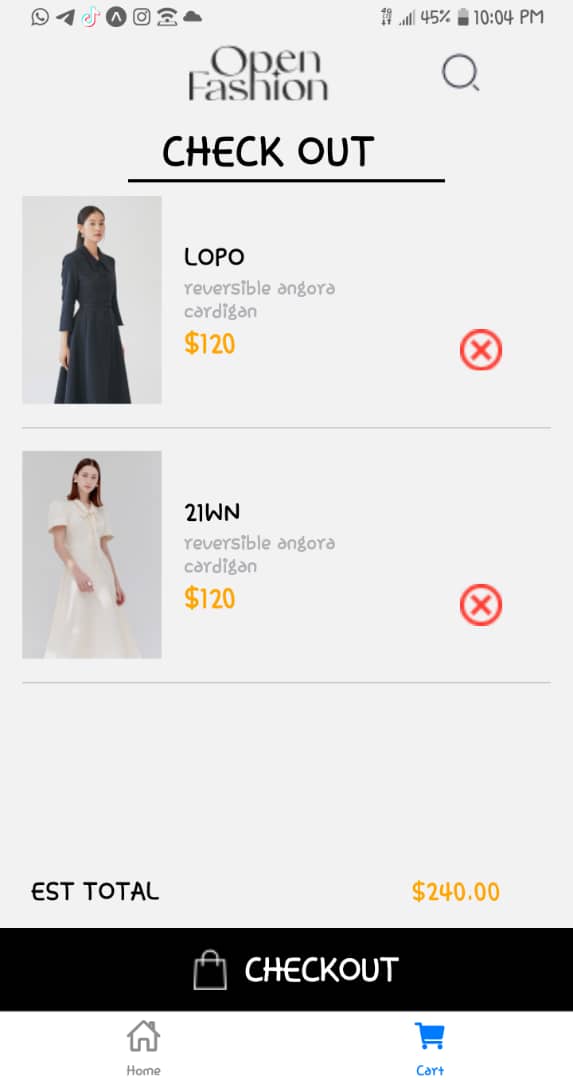 45% 10:04 PM
Open
Fashion
CHECK OUT
LOPO
reversible angora
cardigan
$120
21WN
reversible angora
cardigan
$120
EST TOTAL
$240.00
CHECKOUT
Home
Cart